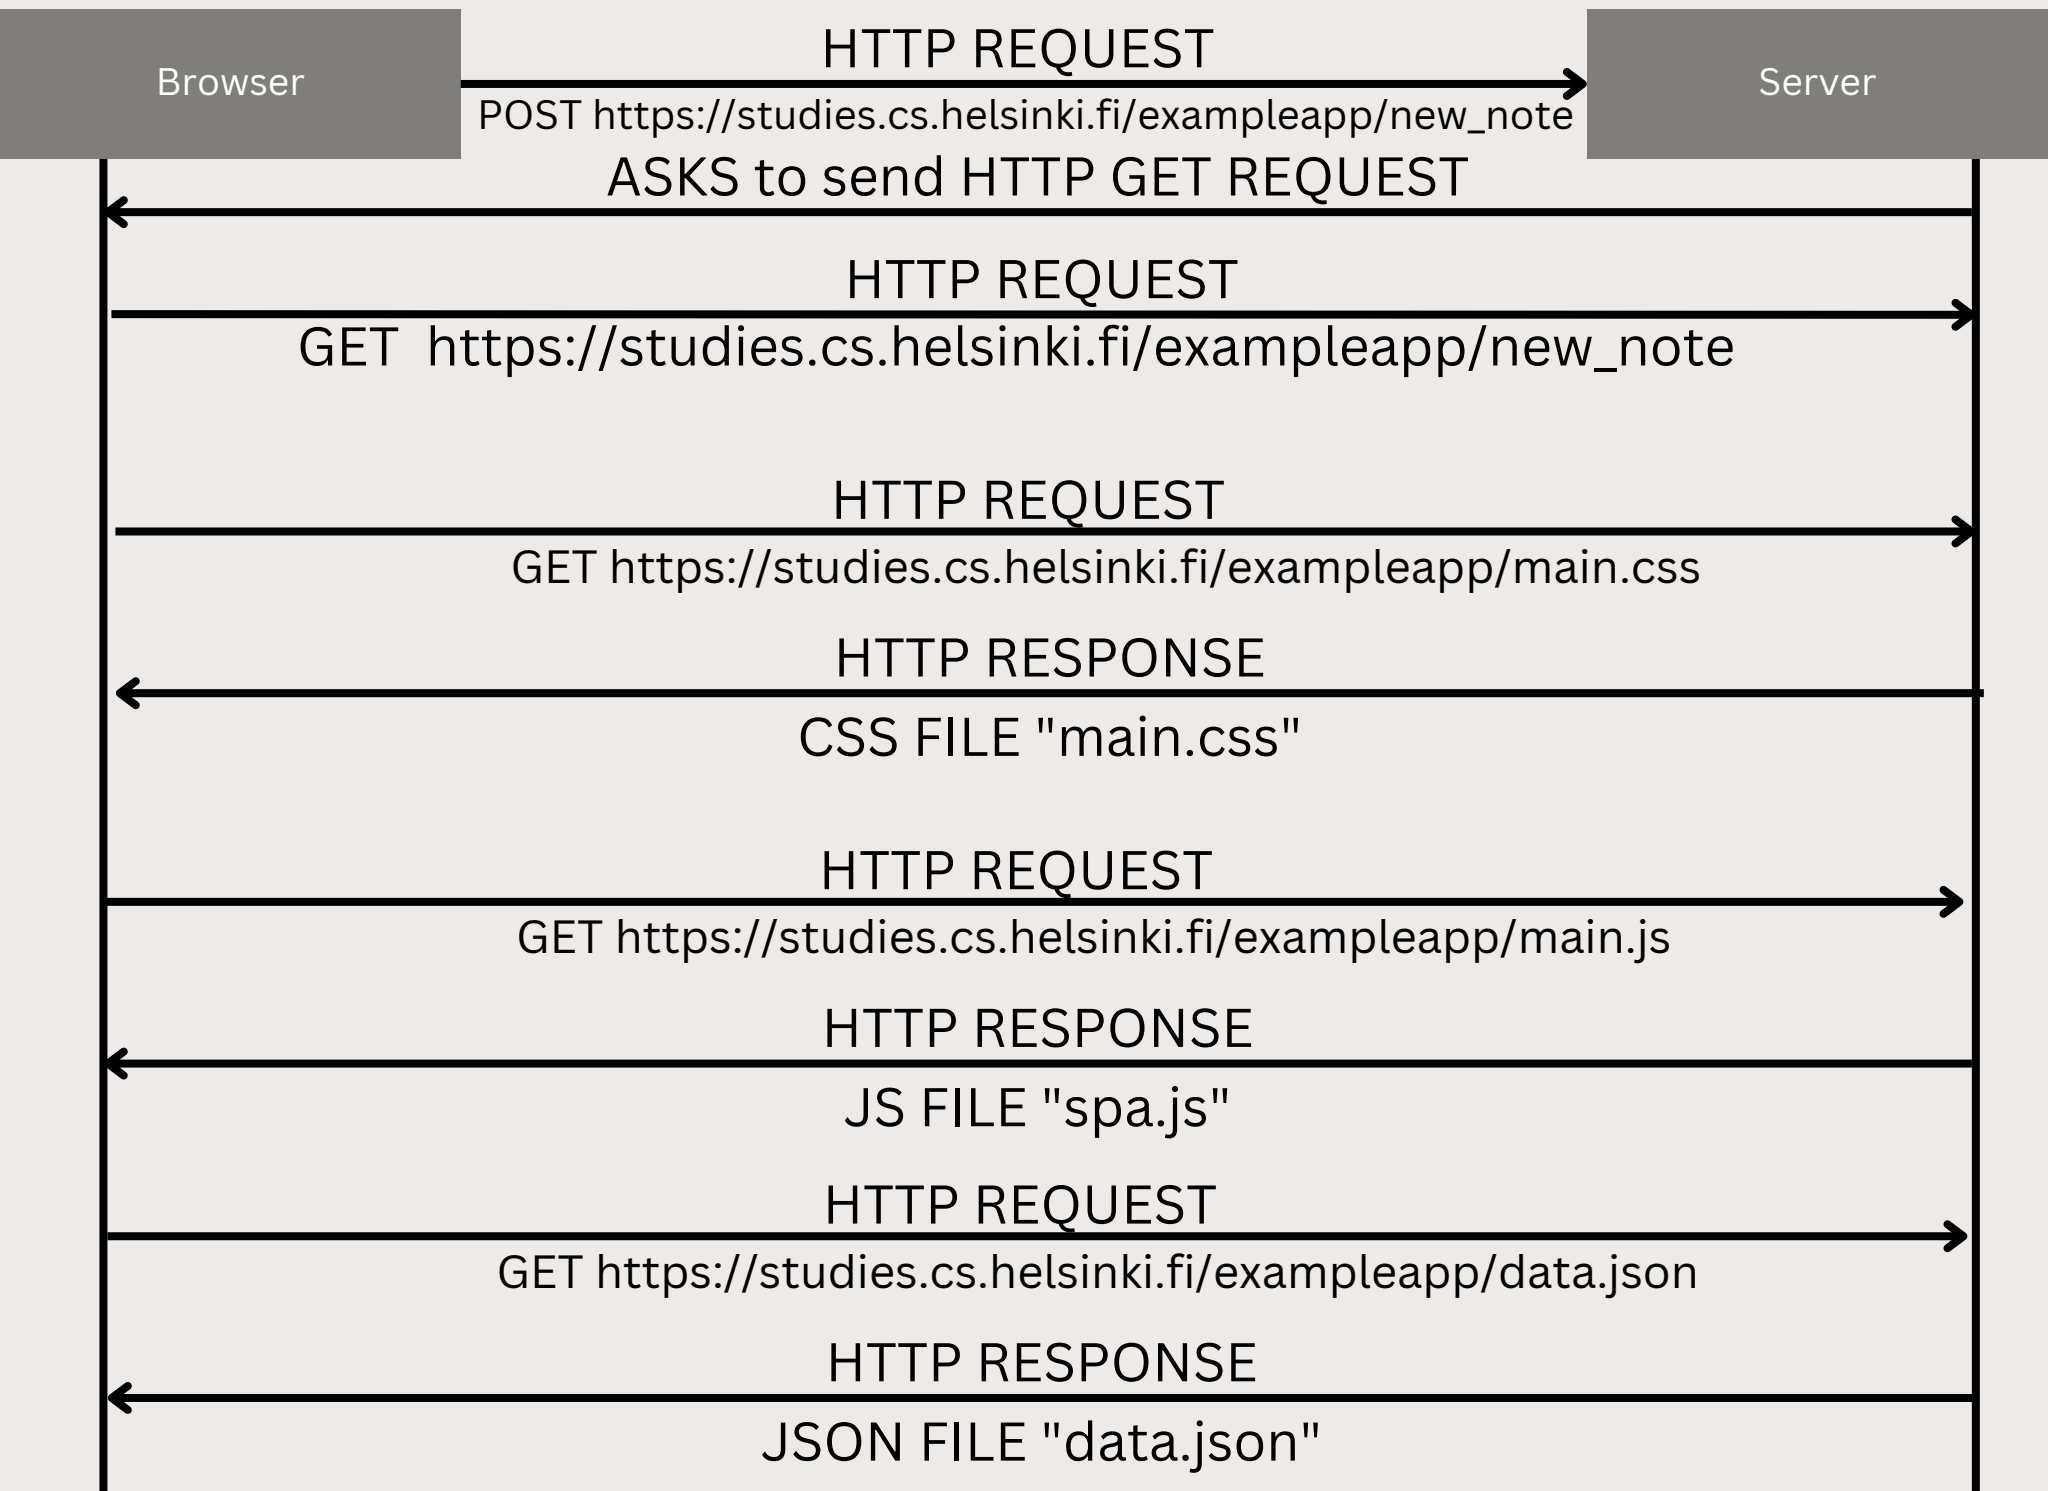 Browser
HTTP REQUEST
Server
POST https://studies.cs.helsinki.fi/exampleapp/new_note
ASKS to send HTTP GET REQUEST
HTTP REQUEST
GET  https://studies.cs.helsinki.fi/exampleapp/new_note
HTTP REQUEST
GET https://studies.cs.helsinki.fi/exampleapp/main.css
HTTP RESPONSE
CSS FILE "main.css"
HTTP REQUEST
GET https://studies.cs.helsinki.fi/exampleapp/main.js
HTTP RESPONSE
JS FILE "spa.js"
HTTP REQUEST
GET https://studies.cs.helsinki.fi/exampleapp/data.json
HTTP RESPONSE
JSON FILE "data.json"